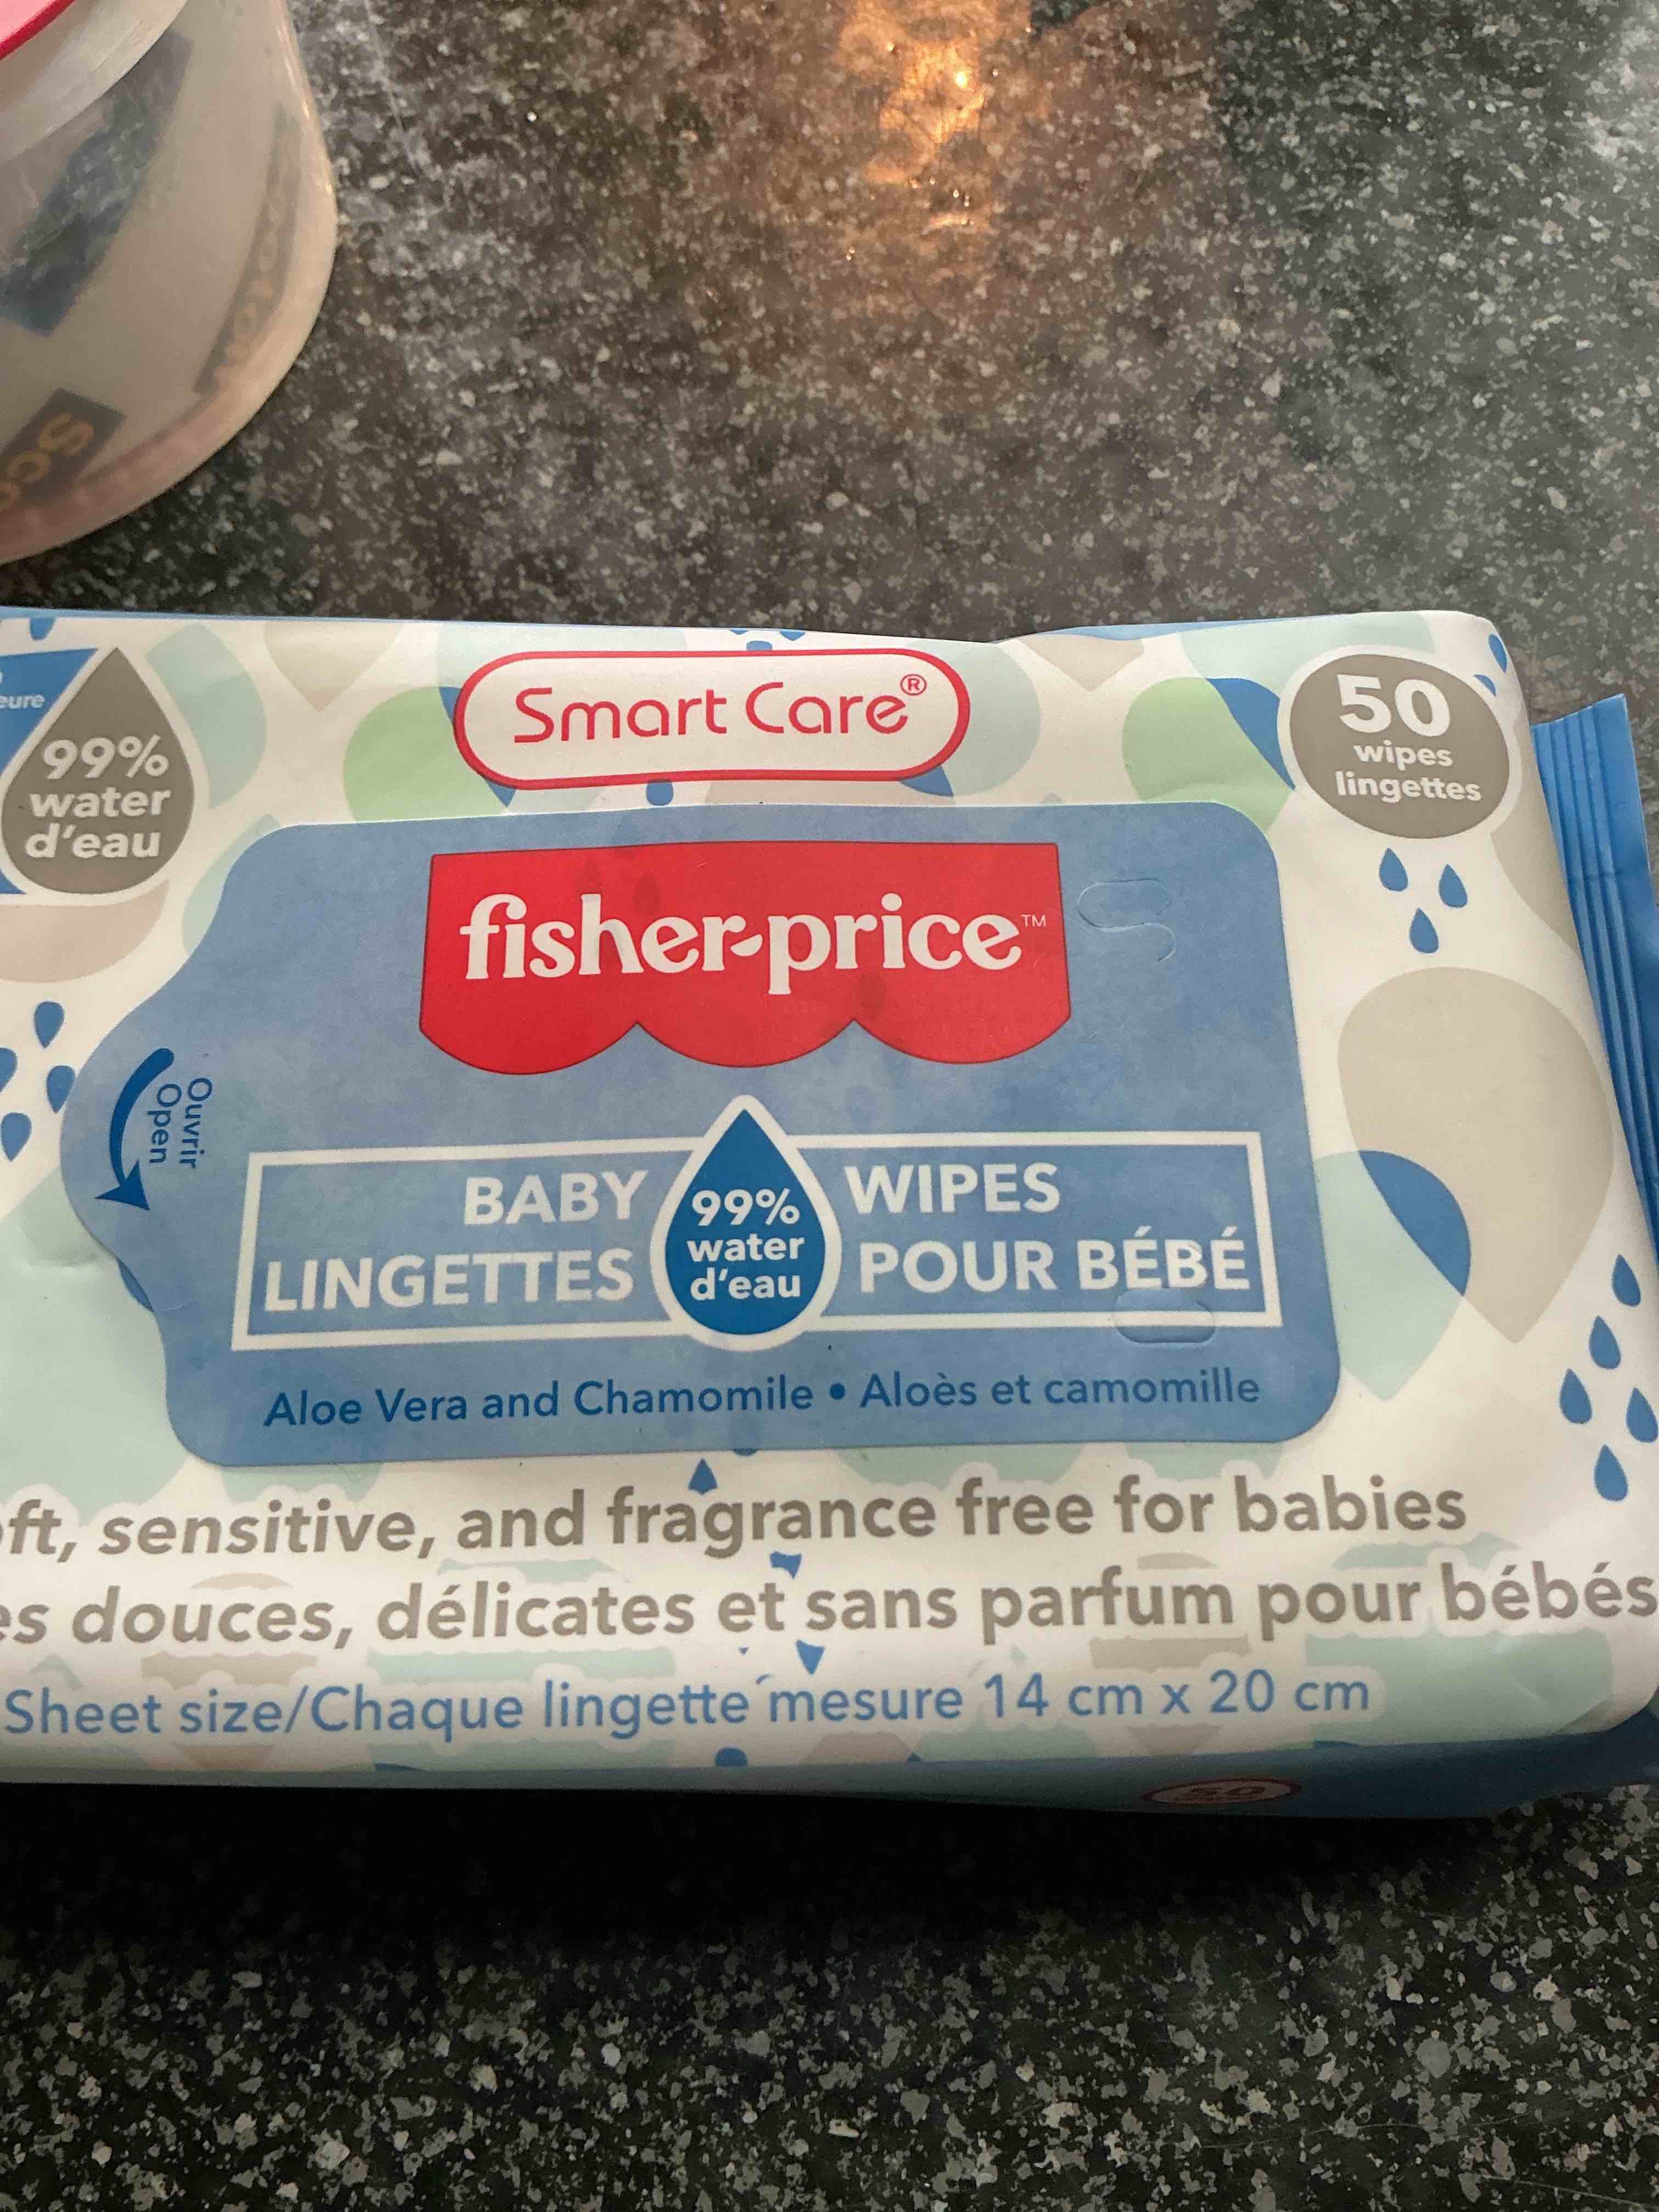 Smart Care®
50
wipes
lingettes
99%
water
d'eau
fisher-price™
Ouvrir
Open
BABY WIPES
LINGETTES POUR BÉBÉ
99%
water
d'eau
Aloe Vera and Chamomile • Aloès et camomille
sensitive, and fragrance free for babies
douces, délicates et sans parfum pour bébés
Sheet size/Chaque lingette mesure 14 cm x 20 cm
50